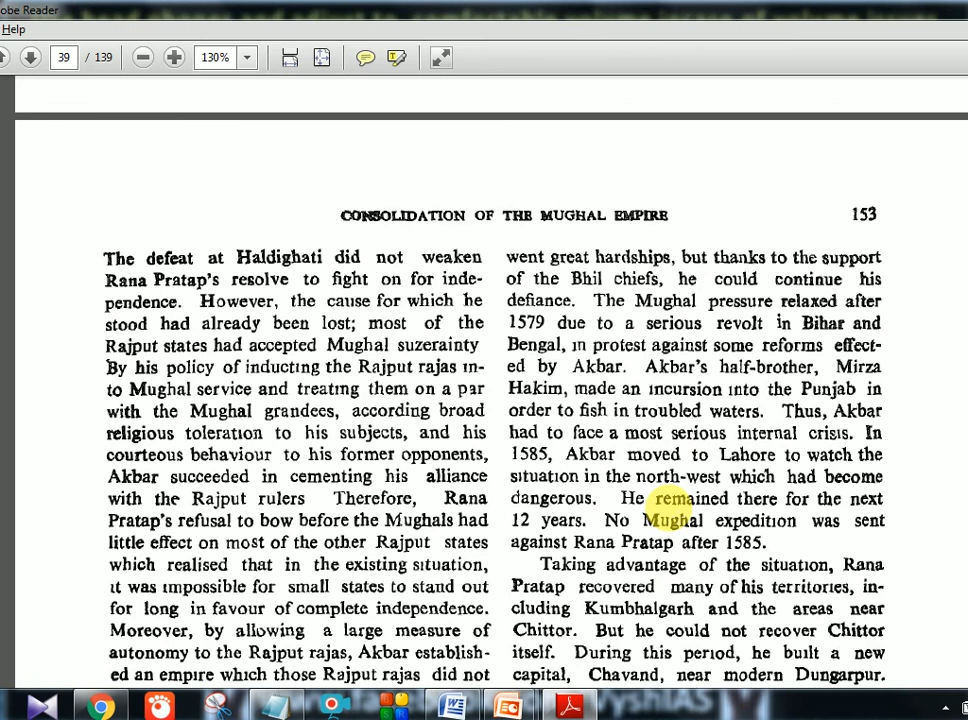 obe Reader
Help
39 / 139
130%
CONSOLIDATION OF THE MUGHAL EMPIRE
153
The defeat at Haldighati did not weaken
Rana Pratap's resolve to fight on for inde-
pendence. However, the cause for which he
stood had already been lost; most of the
Rajput states had accepted Mughal suzerainty
By his policy of inducting the Rajput rajas in-
to Mughal service and treating them on a par
with the Mughal grandees, according broad
religious toleration to his subjects, and his
courteous behaviour to his former opponents,
Akbar succeeded in cementing his alliance
with the Rajput rulers Therefore, Rana
Pratap's refusal to bow before the Mughals had
little effect on most of the other Rajput states
which realised that in the existing situation,
it was impossible for small states to stand out
for long in favour of complete independence.
Moreover, by allowing a large measure of
autonomy to the Rajput rajas, Akbar establish-
ed an empire which those Rajput rajas did not
went great hardships, but thanks to the support
of the Bhil chiefs, he could continue his
defiance. The Mughal pressure relaxed after
1579 due to a serious revolt in Bihar and
Bengal, in protest against some reforms effect-
ed by Akbar. Akbar's half-brother, Mirza
Hakim, made an incursion into the Punjab in
order to fish in troubled waters. Thus, Akbar
had to face a most serious internal crisis. In
1585, Akbar moved to Lahore to watch the
situation in the north-west which had become
dangerous. He remained there for the next
12 years. No Mughal expedition was sent
against Rana Pratap after 1585.
Taking advantage of the situation, Rana
Pratap recovered many of his territories, in-
cluding Kumbhalgarh and the areas near
Chittor. But he could not recover Chittor
itself. During this period, he built a new
capital, Chavand, near modern Dungarpur.